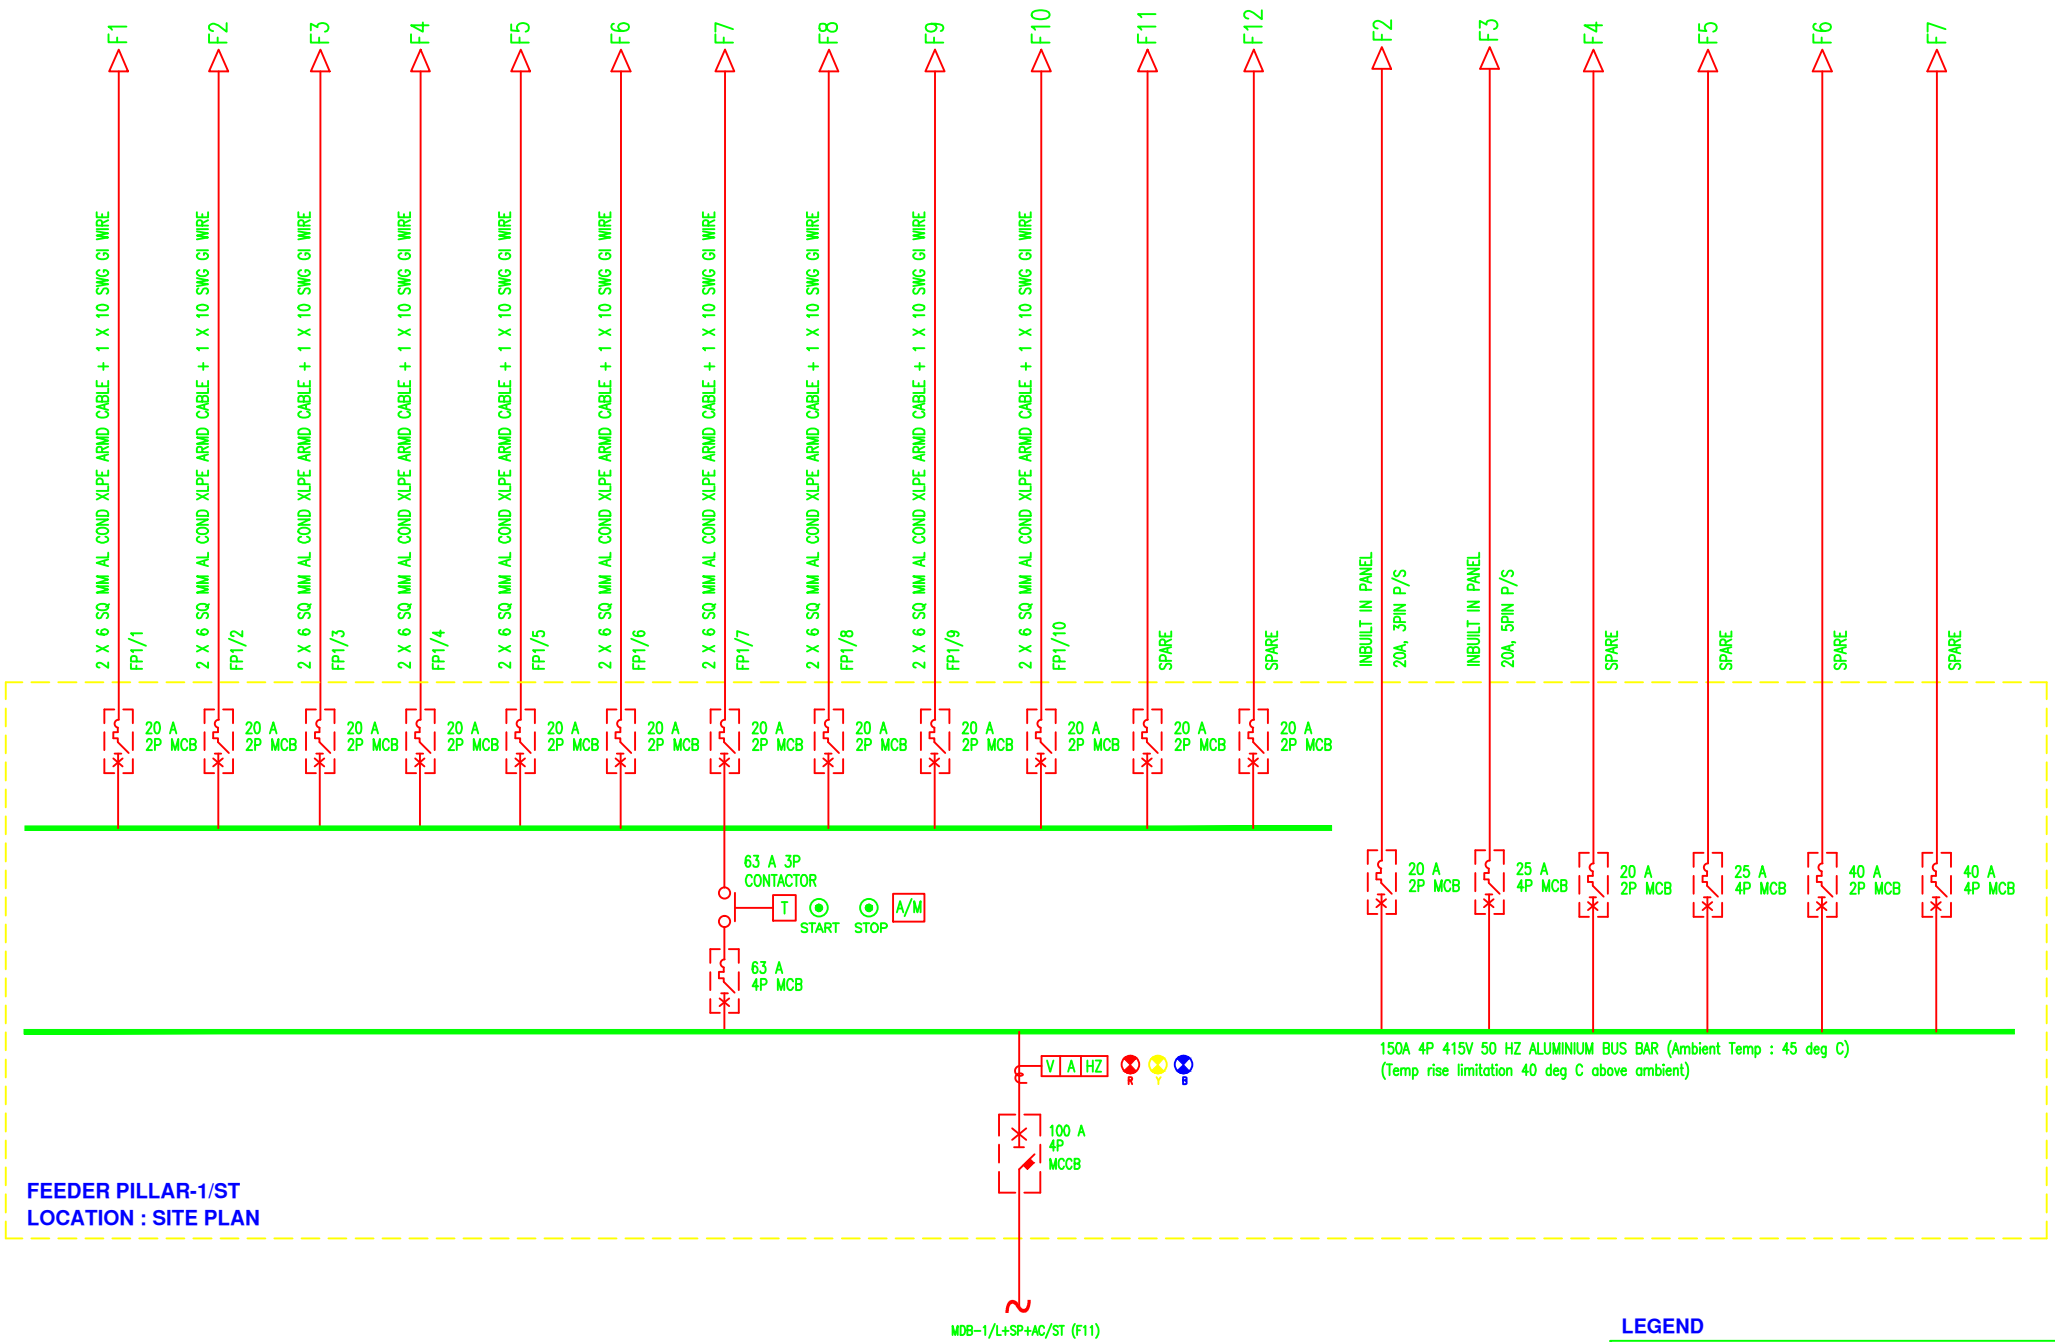 F1
F2
F3
F4
F5
F6
F7
F8
F9
F10
F11
F12
F2
F3
F4
F5
F6
F7
2 X 6 SQ MM AL COND XLPE ARMD CABLE + 1 X 10 SWG GI WIRE
FP1/1
2 X 6 SQ MM AL COND XLPE ARMD CABLE + 1 X 10 SWG GI WIRE
FP1/2
2 X 6 SQ MM AL COND XLPE ARMD CABLE + 1 X 10 SWG GI WIRE
FP1/3
2 X 6 SQ MM AL COND XLPE ARMD CABLE + 1 X 10 SWG GI WIRE
FP1/4
2 X 6 SQ MM AL COND XLPE ARMD CABLE + 1 X 10 SWG GI WIRE
FP1/5
2 X 6 SQ MM AL COND XLPE ARMD CABLE + 1 X 10 SWG GI WIRE
FP1/6
2 X 6 SQ MM AL COND XLPE ARMD CABLE + 1 X 10 SWG GI WIRE
FP1/7
2 X 6 SQ MM AL COND XLPE ARMD CABLE + 1 X 10 SWG GI WIRE
FP1/8
2 X 6 SQ MM AL COND XLPE ARMD CABLE + 1 X 10 SWG GI WIRE
FP1/9
2 X 6 SQ MM AL COND XLPE ARMD CABLE + 1 X 10 SWG GI WIRE
FP1/10
SPARE
SPARE
INBUILT IN PANEL
20A, 3PIN P/S
INBUILT IN PANEL
20A, 5PIN P/S
SPARE
SPARE
SPARE
SPARE
20 A
2P MCB
20 A
2P MCB
20 A
2P MCB
20 A
2P MCB
20 A
2P MCB
20 A
2P MCB
20 A
2P MCB
20 A
2P MCB
20 A
2P MCB
20 A
2P MCB
20 A
2P MCB
20 A
2P MCB
20 A
2P MCB
25 A
4P MCB
20 A
2P MCB
25 A
4P MCB
40 A
2P MCB
40 A
4P MCB
63 A 3P
CONTACTOR
T
START
STOP
A/M
63 A
4P MCB
150A 4P 415V 50 HZ ALUMINIUM BUS BAR (Ambient Temp : 45 deg C)
(Temp rise limitation 40 deg C above ambient)
V A HZ
R
Y
B
100 A
4P
MCCB
FEEDER PILLAR-1/ST
LOCATION : SITE PLAN
MDB-1/L+SP+AC/ST (F11)
LEGEND